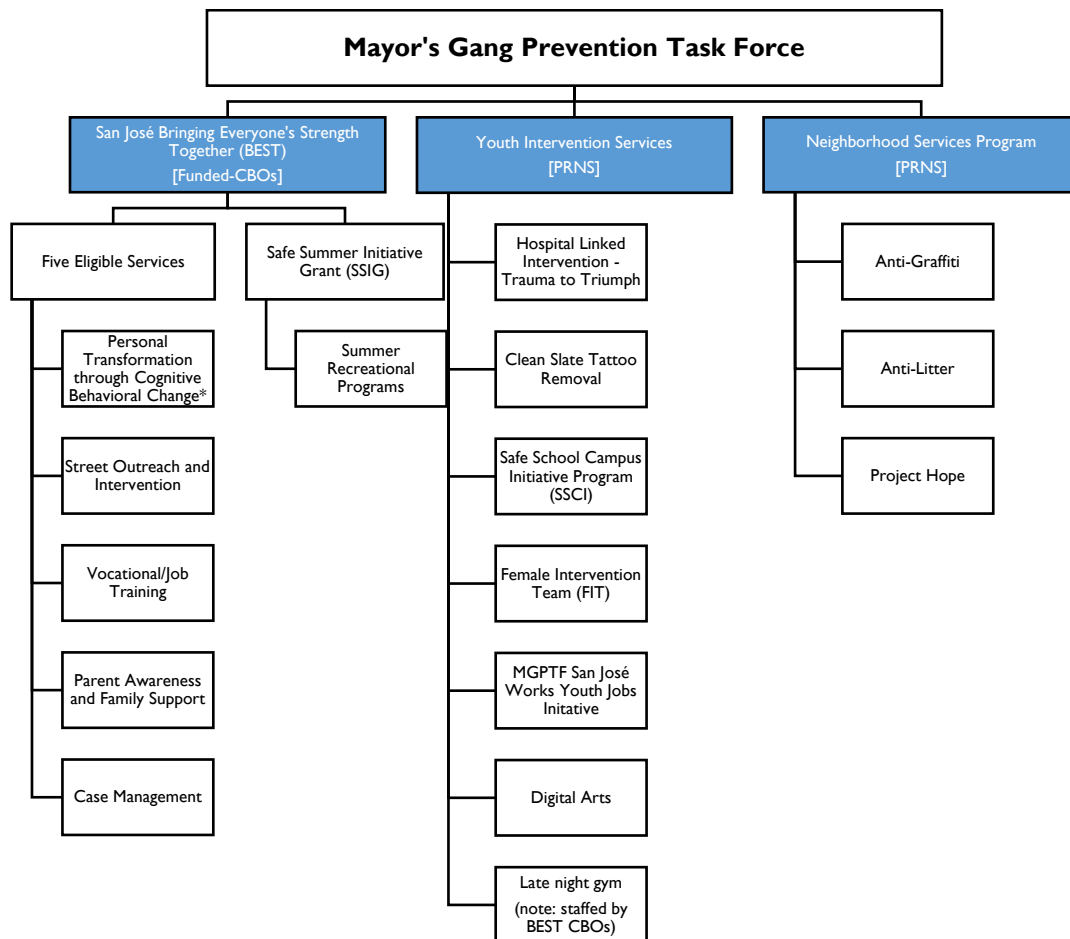 Mayor's Gang Prevention Task Force
San José Bringing Everyone's Strength
Together (BEST)
[Funded-CBOs]
Five Eligible Services
Personal
Transformation
through Cognitive
Behavioral Change*
Street Outreach and
Intervention
Vocational/Job
Training
Parent Awareness
and Family Support
Case Management
Safe Summer Initiative
Grant (SSIG)
Summer
Recreational
Programs
Youth Intervention Services
[PRNS]
Hospital Linked
Intervention -
Trauma to Triumph
Clean Slate Tattoo
Removal
Safe School Campus
Initiative Program
(SSCI)
Female Intervention
Team (FIT)
MGPTF San José
Works Youth Jobs
Initative
Digital Arts
Late night gym
(note: staffed by
BEST CBOs)
Neighborhood Services Program
[PRNS]
Anti-Graffiti
Anti-Litter
Project Hope